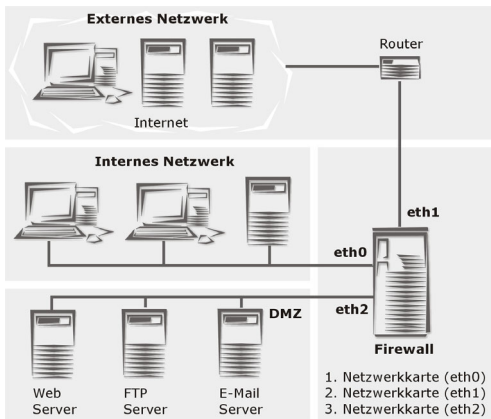 Externes Netzwerk
Router
Internet
Internes Netzwerk
eth1
eth0
eth2
DMZ
Firewall
Web
Server
FTP
Server
E-Mail
Server
1. Netzwerkkarte (eth0)
2. Netzwerkkarte (eth1)
3. Netzwerkkarte (eth2)